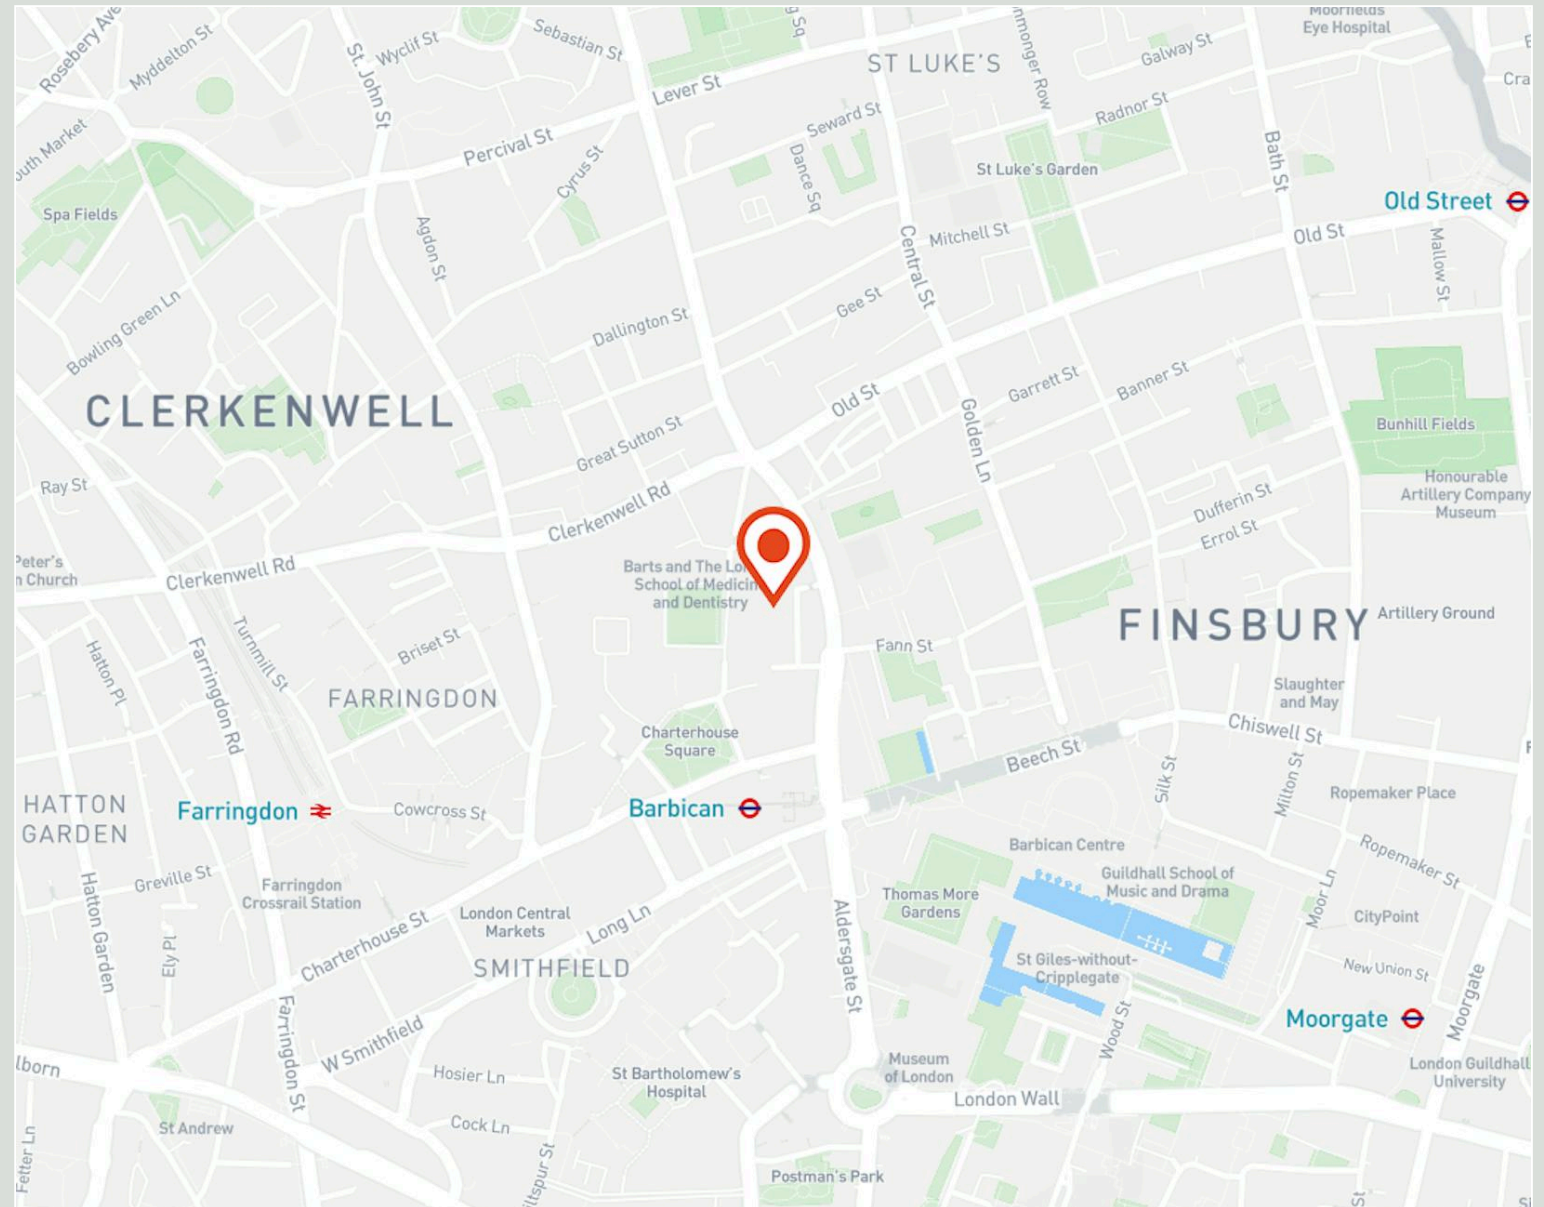 Rosebery Ave
Myddelton St
Wyclif St
Sebastian St
St. John St
Lever St
ST LUKE'S
Galway St
Moorfields
Eye Hospital
Radnor St
Seward St
Percival St
Cyrus St
Dance Sq
St Luke's Garden
Bath St
Spa Fields
Agdon St
Central St
Mitchell St
Old Street
Old St
Mallow St
Bowling Green Ln
Dallington St
Gee St
CLERKENWELL
Great Sutton St
Old St
Garrett St
Banner St
Golden Ln
Bunhill Fields
Ray St
Clerkenwell Rd
Dufferin St
Errol St
Honourable
Artillery Company
Museum
Clerkenwell Rd
Barts and The Lo
School of Medicin
and Dentistry
Peter's
n Church
FINSBURY
Artillery Ground
Turnmill St
Briset St
Fann St
Hatton Pl
Farringdon Rd
FARRINGDON
Slaughter
and May
Charterhouse
Square
Chiswell St
Beech St
Silk St
Milton St
HATTON
GARDEN
Farringdon
Cowcross St
Barbican
Ropemaker Place
Barbican Centre
Ropemaker St
Greville St
Farringdon
Crossrail Station
Guildhall School of
Music and Drama
Thomas More
Gardens
Moor Ln
CityPoint
Hatton Garden
Ely Pl
Charterhouse St
London Central
Markets
Long Ln
Aldersgate St
SMITHFIELD
St Giles-without-
Cripplegate
New Union St
Moorgate
Moorgate
Farringdon St
W Smithfield
Wood St
lborn
Hosier Ln
St Bartholomew's
Hospital
Museum
of London
London Guildhall
University
London Wall
St Andrew
Cock Ln
Fetter Ln
iltspur St
Postman's Park
St